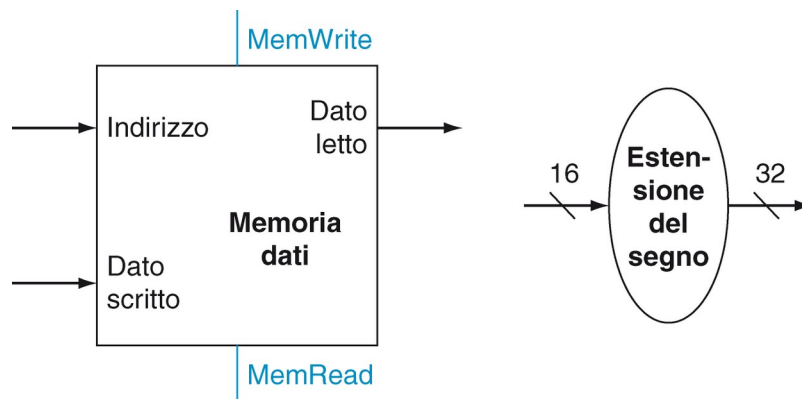 MemWrite
Indirizzo
Dato
letto
Memoria
dati
Dato
scritto
MemRead
16
Esten-
sione
del
segno
32